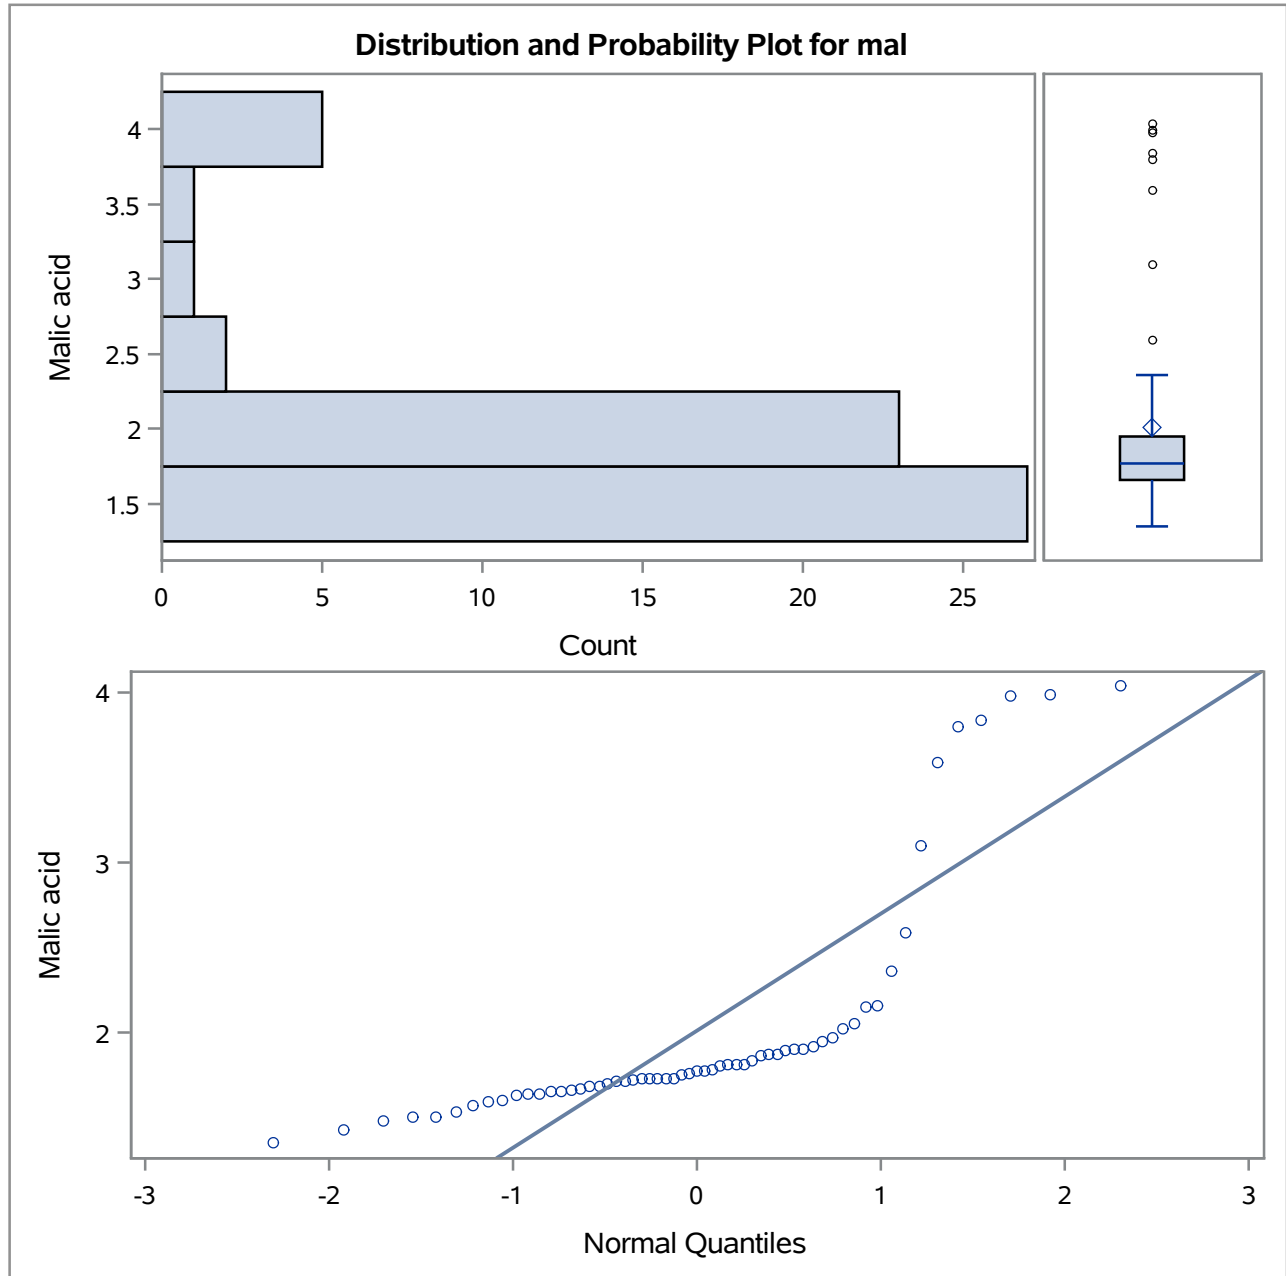 Distribution and Probability Plot for mal
Malic acid
4
3.5
3
2.5
2
1.5
0 5 10 15 20 25
Count
Malic acid
4
3
2
-3 -2 -1 0 1 2 3
Normal Quantiles